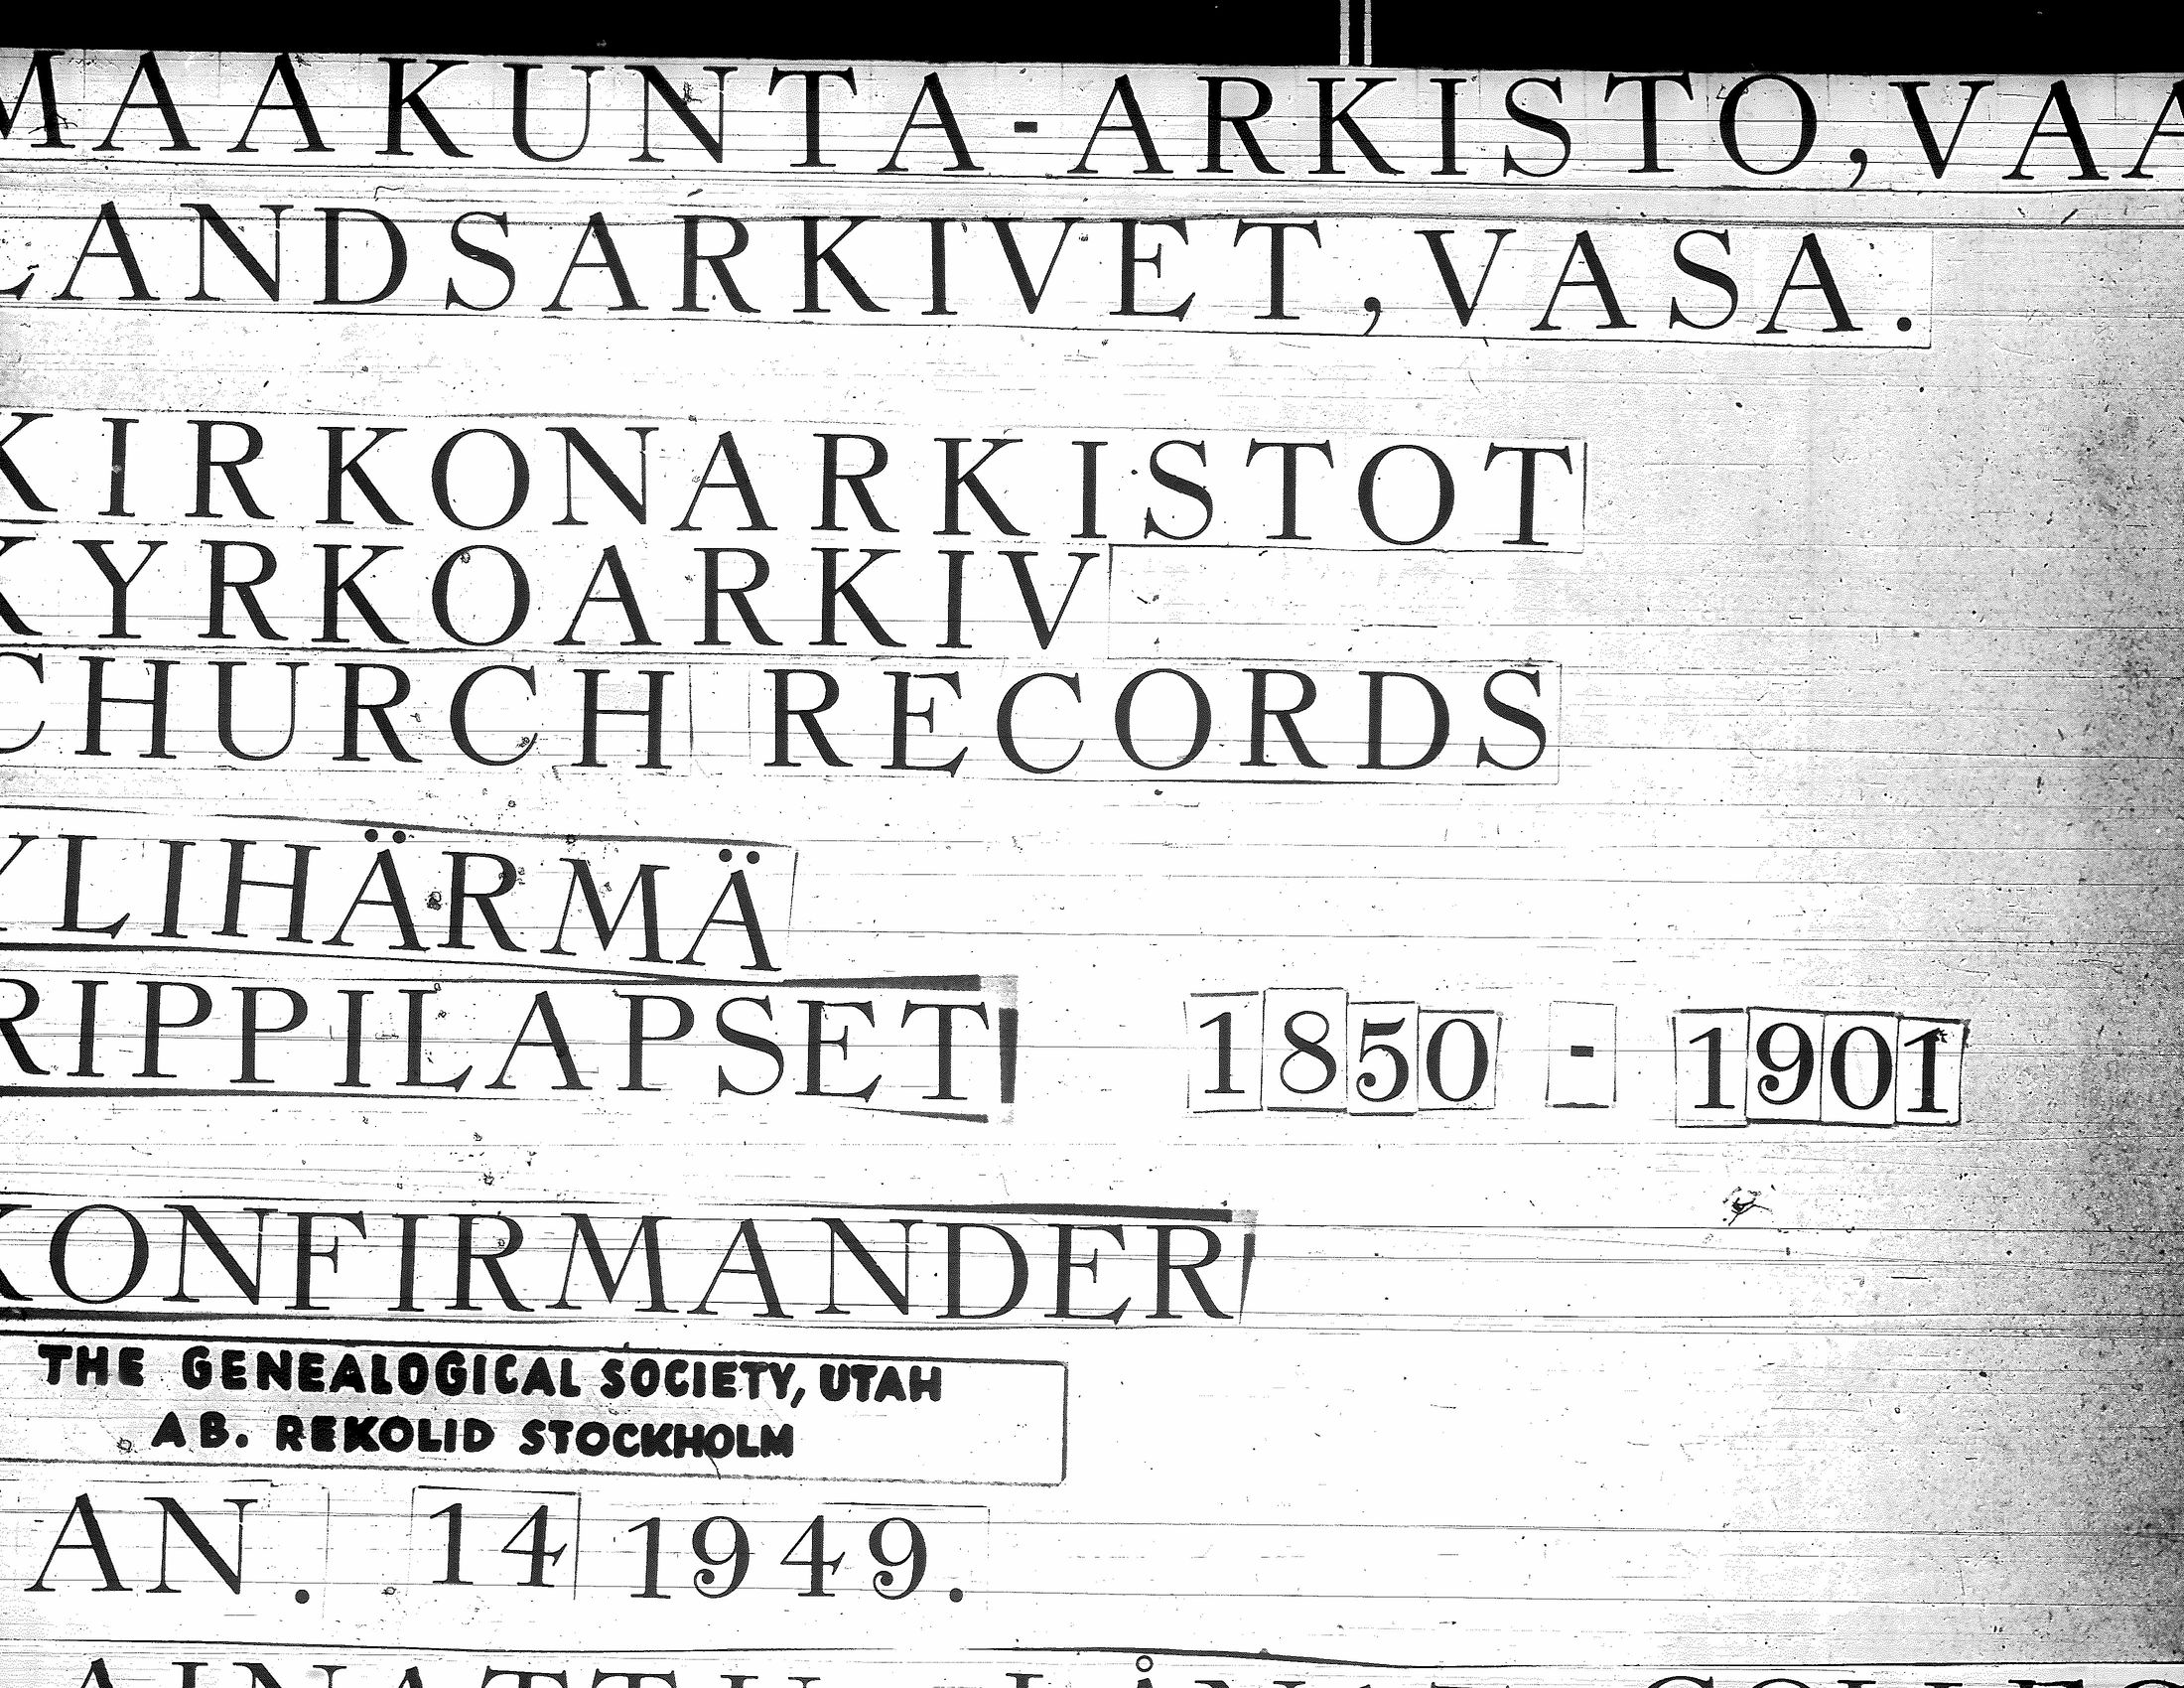 MAAKUNTA-ARKISTO, VAA
LANDSARKIVET, VASA.
KIRKONARKISTOT
KYRKOARKIV
CHURCH RECORDS
YLIHÄRMÄ
RIPPILAPSET 1850 - 1901
KONFIRMANDER
THE GENEALOGICAL SOCIETY, UTAH
AB. REKOLID STOCKHOLM
AN. 14 1949.